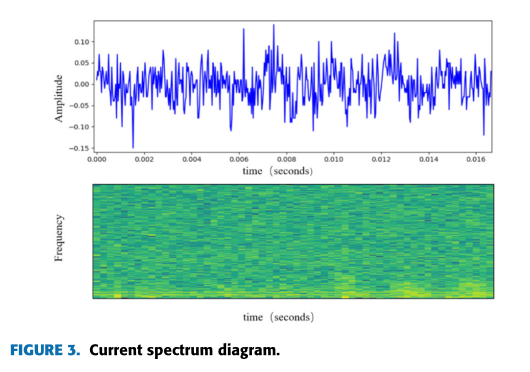 0.10
0.05
0.00
−0.05
−0.10
−0.15
Amplitude
0.000 0.002 0.004 0.006 0.008 0.010 0.012 0.014 0.016
time (seconds)
Frequency
time (seconds)
FIGURE 3. Current spectrum diagram.